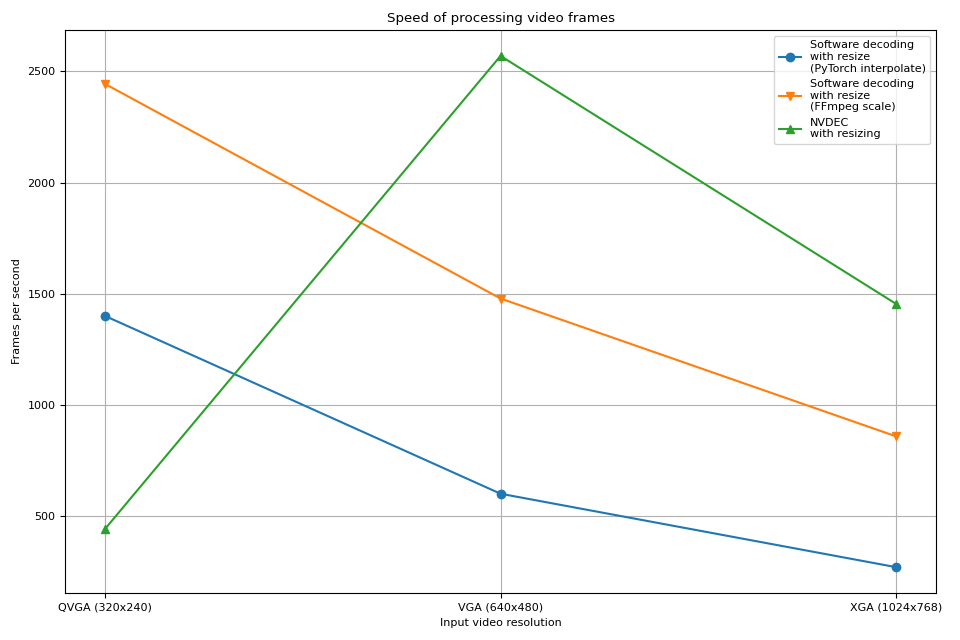 Speed of processing video frames
Software decoding
with resize
(PyTorch interpolate)
Software decoding
with resize
(FFmpeg scale)
NVDEC
with resizing
Frames per second
2500
2000
1500
1000
500
QVGA (320x240)
VGA (640x480)
XGA (1024x768)
Input video resolution